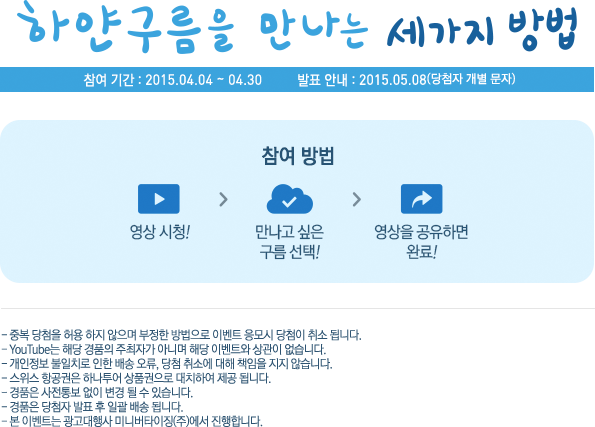 하얀구름을 만나는 세가지 방법
참여 기간 : 2015.04.04 ~ 04.30 발표 안내 : 2015.05.08(당첨자 개별 문자)
참여 방법
영상 시청!
만나고 싶은
구름 선택!
영상을 공유하면
완료!
- 중복 당첨을 허용 하지 않으며 부정한 방법으로 이벤트 응모시 당첨이 취소 됩니다.
- YouTube는 해당 경품의 주최자가 아니며 해당 이벤트와 상관이 없습니다.
- 개인정보 불일치로 인한 배송 오류, 당첨 취소에 대해 책임을 지지 않습니다.
- 스위스 항공권은 하나투어 상품권으로 대치하여 제공 됩니다.
- 경품은 사전통보 없이 변경 될 수 있습니다.
- 경품은 당첨자 발표 후 일괄 배송 됩니다.
- 본 이벤트는 광고대행사 미니버타이징(주)에서 진행합니다.